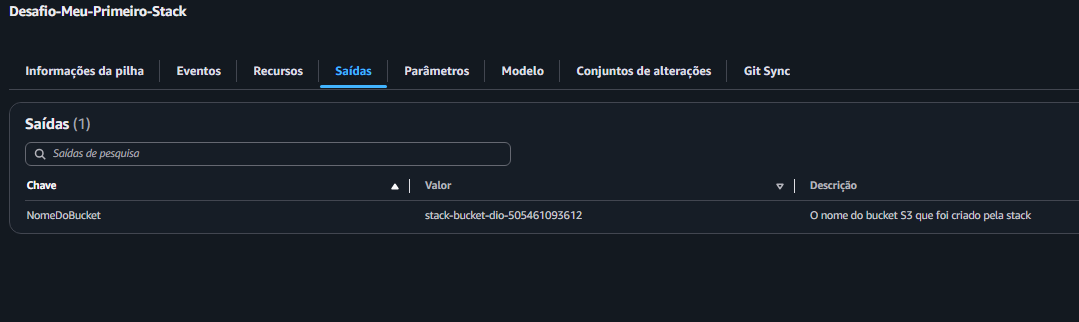 Desafio-Meu-Primeiro-Stack
Informações da pilha Eventos Recursos Saídas Parâmetros Modelo Conjuntos de alterações Git Sync
Saídas (1)
Saídas de pesquisa
Chave Valor Descrição
NomeDoBucket stack-bucket-dio-505461093612 O nome do bucket S3 que foi criado pela stack